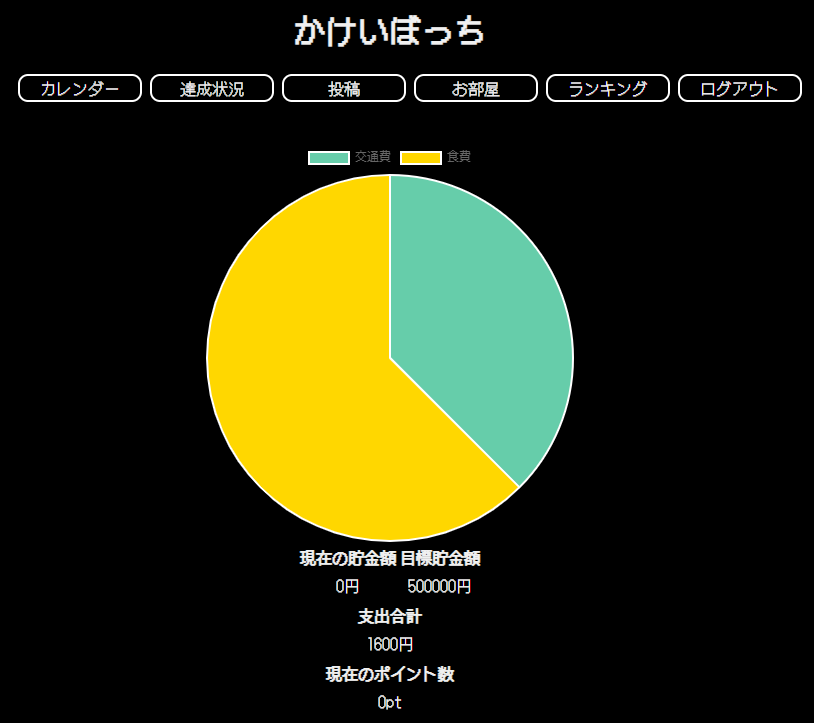 かけいぼっち
カレンダー 達成状況 投稿 お部屋 ランキング ログアウト
交通費 食費
現在の貯金額 目標貯金額
0円 500000円
支出合計
1600円
現在のポイント数
0pt